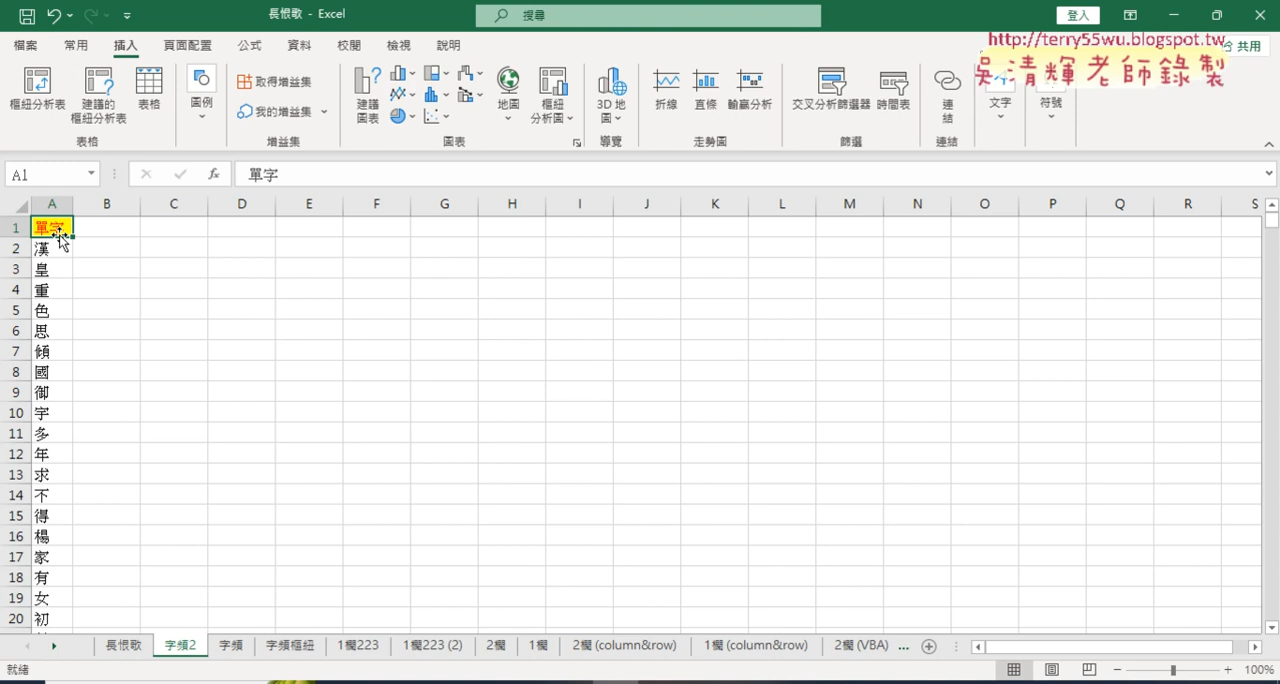 長恨歌 - Excel
搜尋
登入
檔案 常用 插入 頁面配置 公式 資料 校閱 檢視 說明
共用
http://terry55wu.blogspot.tw
吳清輝老師錄製
樞紐分析表 建議的樞紐分析表 表格
表格
圖例
取得增益集
我的增益集
增益集
建議圖表
地圖
樞紐分析圖
圖表
3D 地圖
導覽
折線 直條 輸贏分析
走勢圖
交叉分析篩選器 時間表
篩選
連結
連結
文字
符號
A1 fx 單字
A B C D E F G H I J K L M N O P Q R S
1 單字
2 漢
3 皇
4 重
5 色
6 思
7 傾
8 國
9 御
10 宇
11 多
12 年
13 求
14 不
15 得
16 楊
17 家
18 有
19 女
20 初
長恨歌 字頻2 字頻 字頻樞紐 1欄223 1欄223 (2) 2欄 1欄 2欄 (column&row) 1欄 (column&row) 2欄 (VBA) ...
就緒
100%